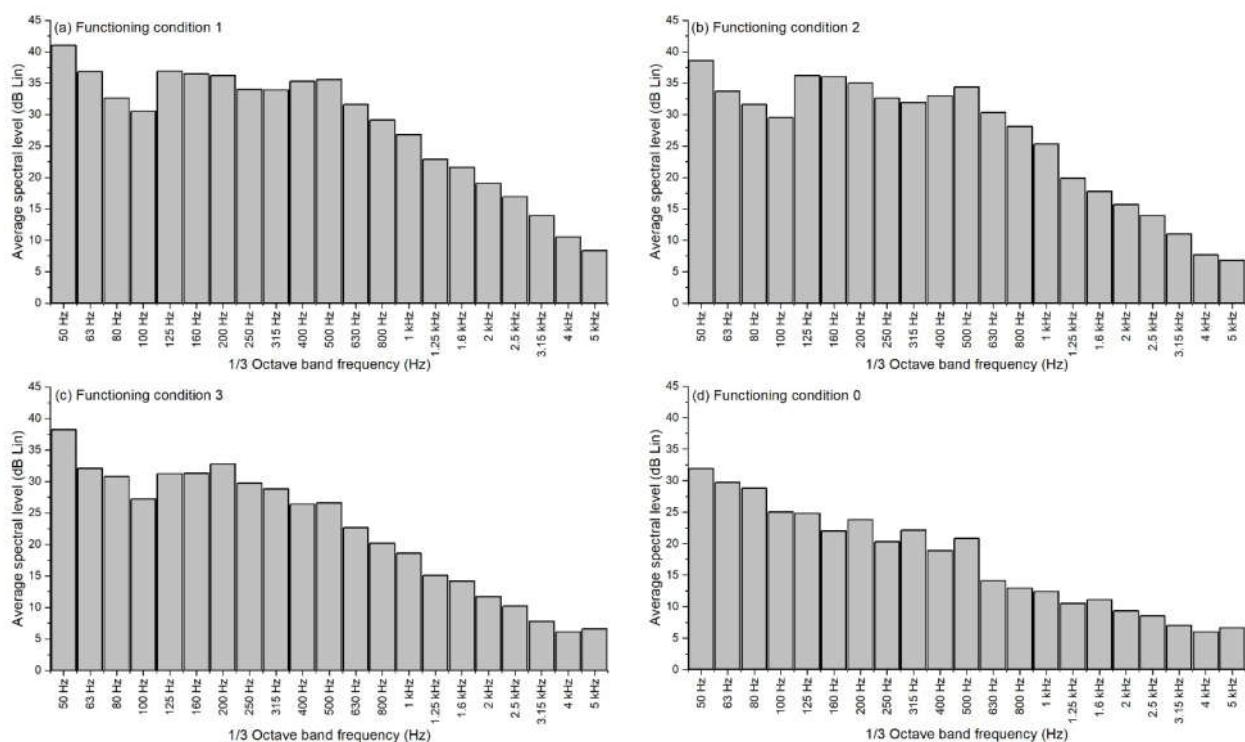 (a) Functioning condition 1
Average spectral level (dB Lin)
45
40
35
30
25
20
15
10
5
0
50 Hz
63 Hz
80 Hz
100 Hz
125 Hz
160 Hz
200 Hz
250 Hz
315 Hz
400 Hz
500 Hz
630 Hz
800 Hz
1 kHz
1.25 kHz
1.6 kHz
2 kHz
2.5 kHz
3.15 kHz
4 kHz
5 kHz
1/3 Octave band frequency (Hz)
(b) Functioning condition 2
Average spectral level (dB Lin)
45
40
35
30
25
20
15
10
5
0
50 Hz
63 Hz
80 Hz
100 Hz
125 Hz
160 Hz
200 Hz
250 Hz
315 Hz
400 Hz
500 Hz
630 Hz
800 Hz
1 kHz
1.25 kHz
1.6 kHz
2 kHz
2.5 kHz
3.15 kHz
4 kHz
5 kHz
1/3 Octave band frequency (Hz)
(c) Functioning condition 3
Average spectral level (dB Lin)
45
40
35
30
25
20
15
10
5
0
50 Hz
63 Hz
80 Hz
100 Hz
125 Hz
160 Hz
200 Hz
250 Hz
315 Hz
400 Hz
500 Hz
630 Hz
800 Hz
1 kHz
1.25 kHz
1.6 kHz
2 kHz
2.5 kHz
3.15 kHz
4 kHz
5 kHz
1/3 Octave band frequency (Hz)
(d) Functioning condition 0
Average spectral level (dB Lin)
45
40
35
30
25
20
15
10
5
0
50 Hz
63 Hz
80 Hz
100 Hz
125 Hz
160 Hz
200 Hz
250 Hz
315 Hz
400 Hz
500 Hz
630 Hz
800 Hz
1 kHz
1.25 kHz
1.6 kHz
2 kHz
2.5 kHz
3.15 kHz
4 kHz
5 kHz
1/3 Octave band frequency (Hz)